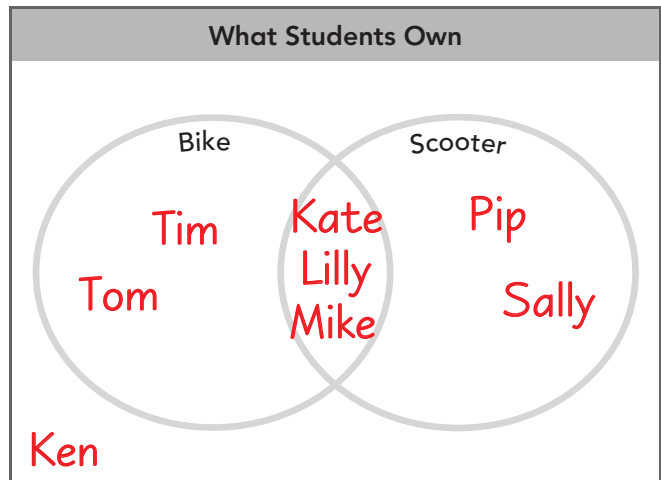 What Students Own
Bike
Scooter
Tim
Tom
Kate
Lilly
Mike
Pip
Sally
Ken